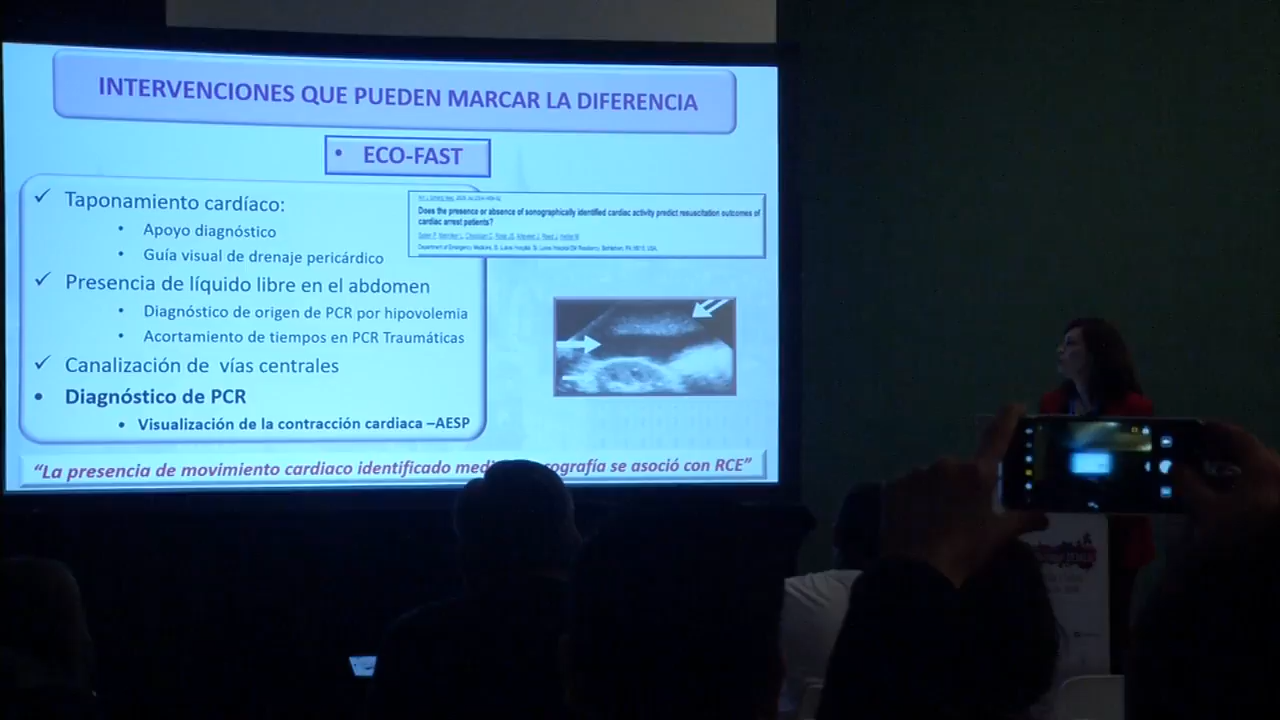 INTERVENCIONES QUE PUEDEN MARCAR LA DIFERENCIA
• ECO-FAST
✓ Taponamiento cardíaco:
• Apoyo diagnóstico
• Guía visual de drenaje pericárdico
✓ Presencia de líquido libre en el abdomen
• Diagnóstico de origen de PCR por hipovolemia
• Acortamiento de tiempos en PCR Traumáticas
✓ Canalización de vías centrales
• Diagnóstico de PCR
• Visualización de la contracción cardiaca –AESP
Does the presence or absence of sonographically identified cardiac activity predict resuscitation outcomes of
cardiac arrest patients?
"La presencia de movimiento cardiaco identificado cografía se asoció con RCE"